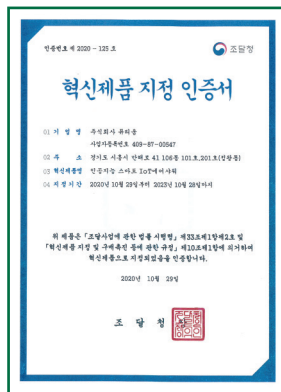 인증번호 제 2020 - 125 호
조달청
혁신제품 지정 인증서
01 기 업 명 주식회사 퓨리움
사업자등록번호 409-87-00547
02 주 소 경기도 시흥시 만해로 41 106동 101호,201호(정왕동)
03 혁신제품명 인공지능 스마트 IoT에어샤워
04 지정기간 2020년 10월 29일부터 2023년 10월 28일까지
위 제품은 「조달사업에 관한 법률 시행령」 제33조제1항제2호 및
「혁신제품 지정 및 구매촉진 등에 관한 규정」 제10조제1항에 의거하여
혁신제품으로 지정되었음을 인증합니다.
2020년 10월 29일
조 달 청